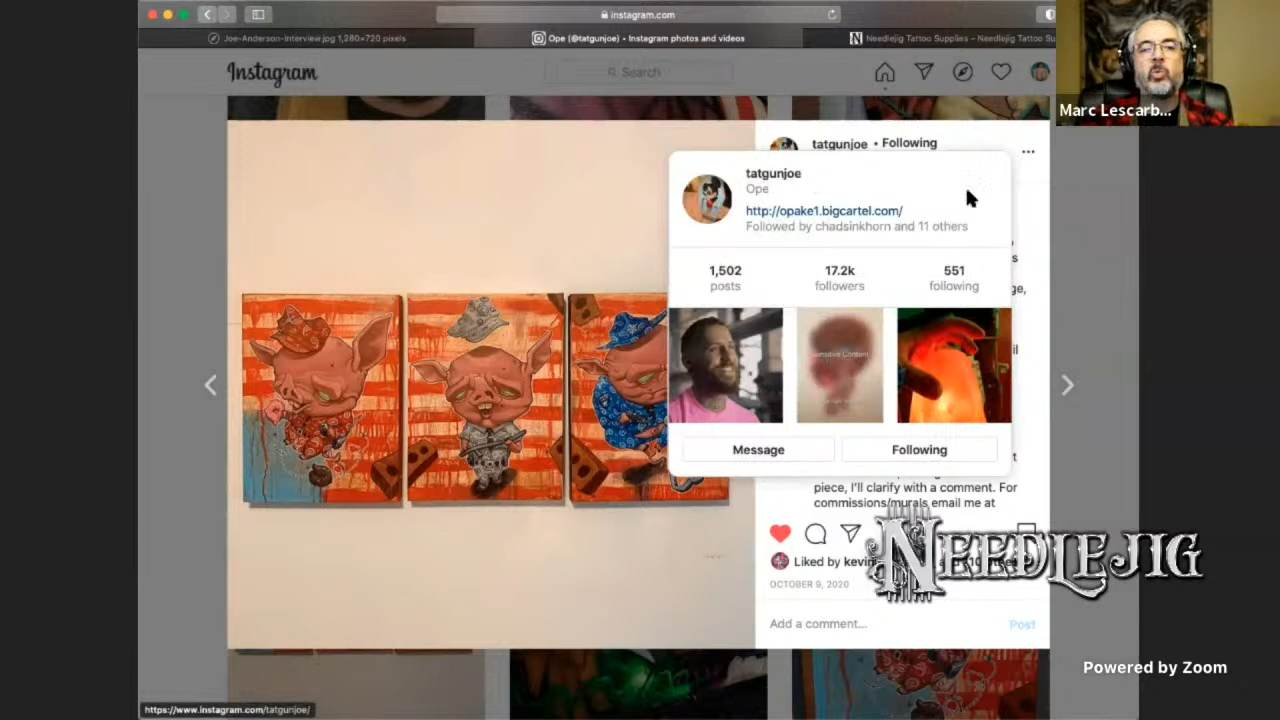 instagram.com
Joe-Anderson-Interview.jpg 1,280×720 pixels
Ope (@tatgunjoe) • Instagram photos and videos
Needlejig Tattoo Supplies – Needlejig Tattoo Su
Marc Lescarb...
Instagram
Search
tatgunjoe • Following
tatgunjoe
Ope
http://opake1.bigcartel.com/
Followed by chadsinkhorn and 11 others
1,502
posts
17.2k
followers
551
following
Message
Following
piece, I'll clarify with a comment. For
commissions/murals email me at
Liked by kevin
OCTOBER 9, 2020
NEEDLEJIG
Add a comment...
Post
Powered by Zoom
https://www.instagram.com/tatgunjoe/